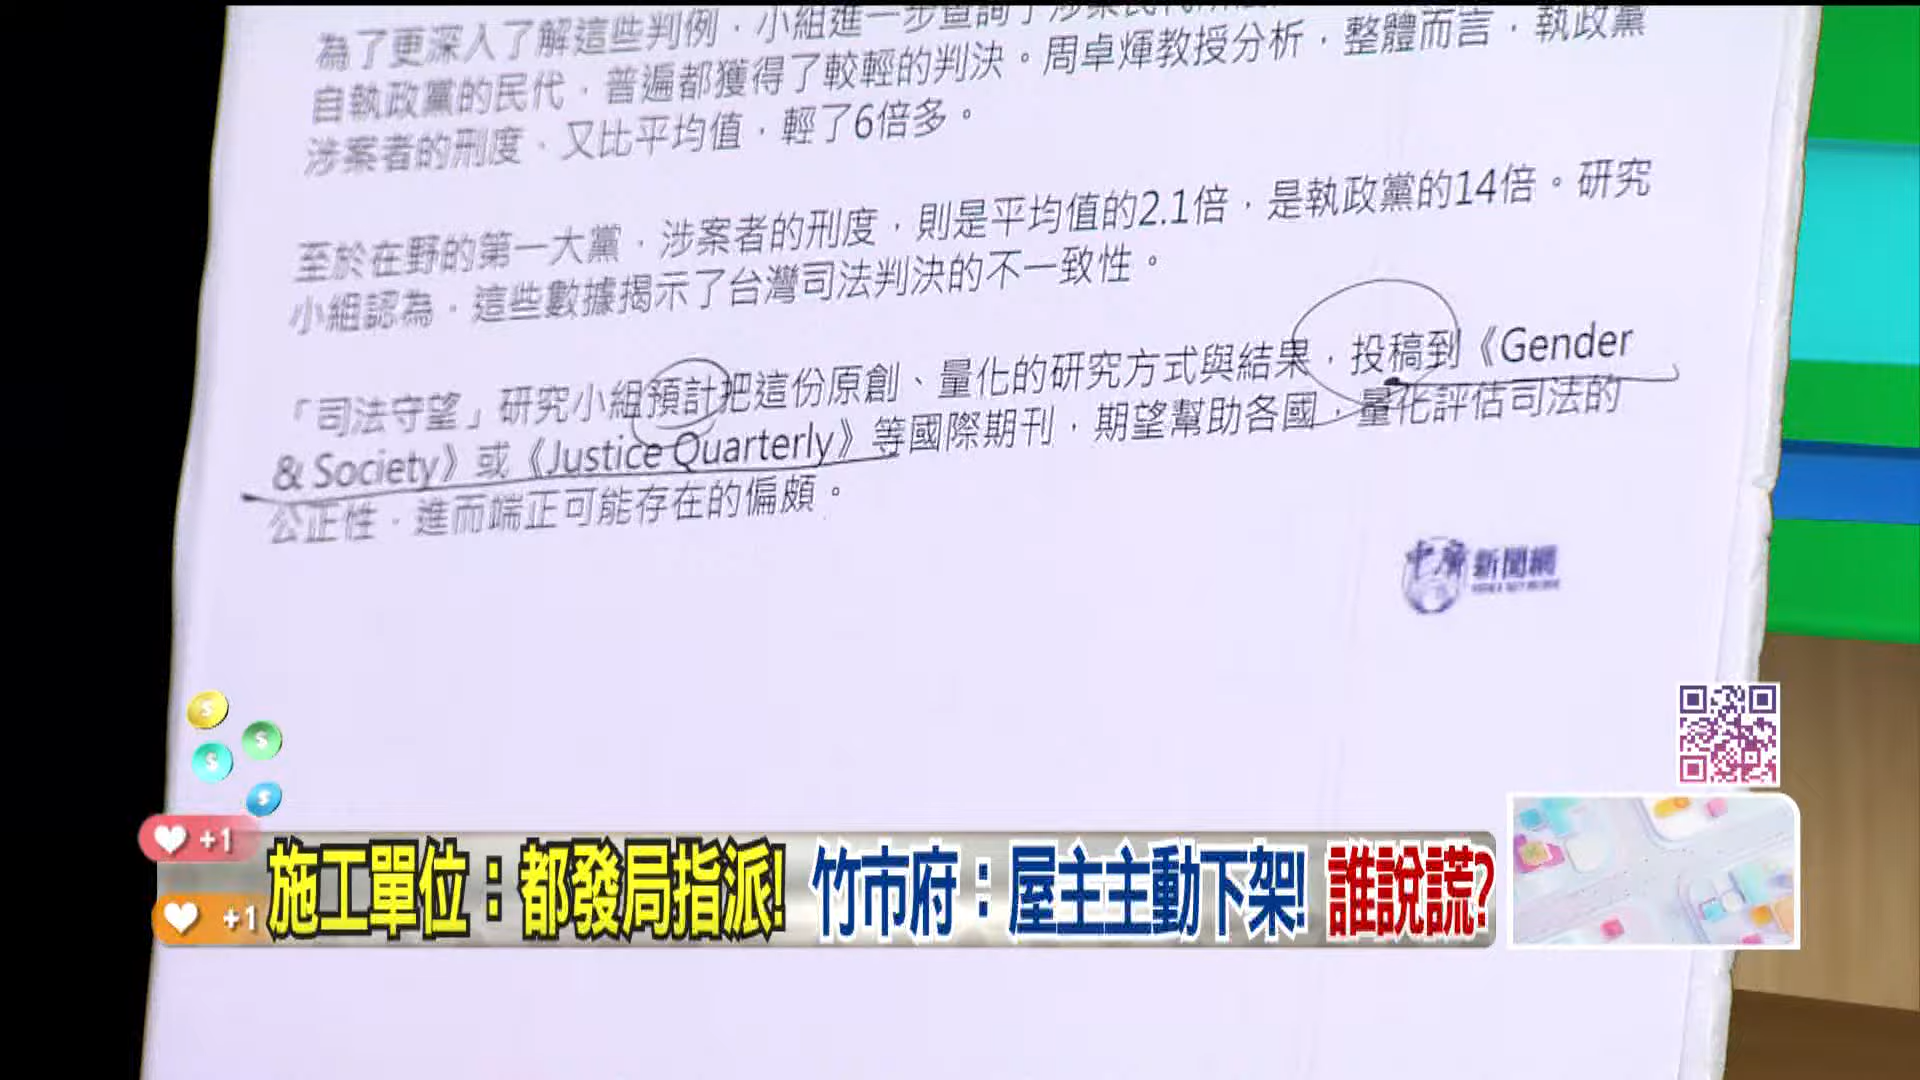 為了更深入了解這些判例，小組進一步查詢了涉案民代
自執政黨的民代，普遍都獲得了較輕的判決。周卓煇教授分析，整體而言，執政黨
涉案者的刑度，又比平均值，輕了6倍多。
至於在野的第一大黨，涉案者的刑度，則是平均值的2.1倍，是執政黨的14倍。研究
小組認為，這些數據揭示了台灣司法判決的不一致性。
「司法守望」研究小組預計把這份原創、量化的研究方式與結果，投稿到《Gender
& Society》或《Justice Quarterly》等國際期刊，期望幫助各國，量化評估司法的
公正性，進而端正可能存在的偏頗。
中廣新聞網
+1
+1
施工單位：都發局指派! 竹市府：屋主主動下架! 誰說謊?